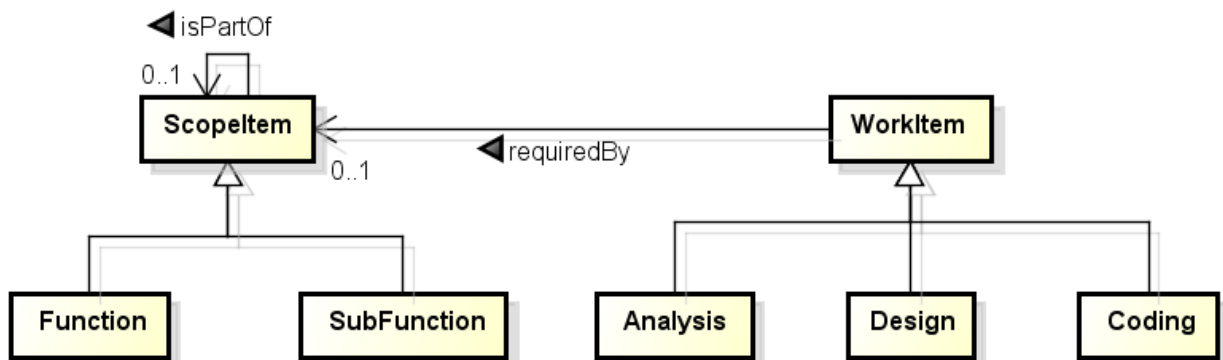 isPartOf
0..1
ScopeItem
WorkItem
requiredBy
0..1
Function
SubFunction
Analysis
Design
Coding